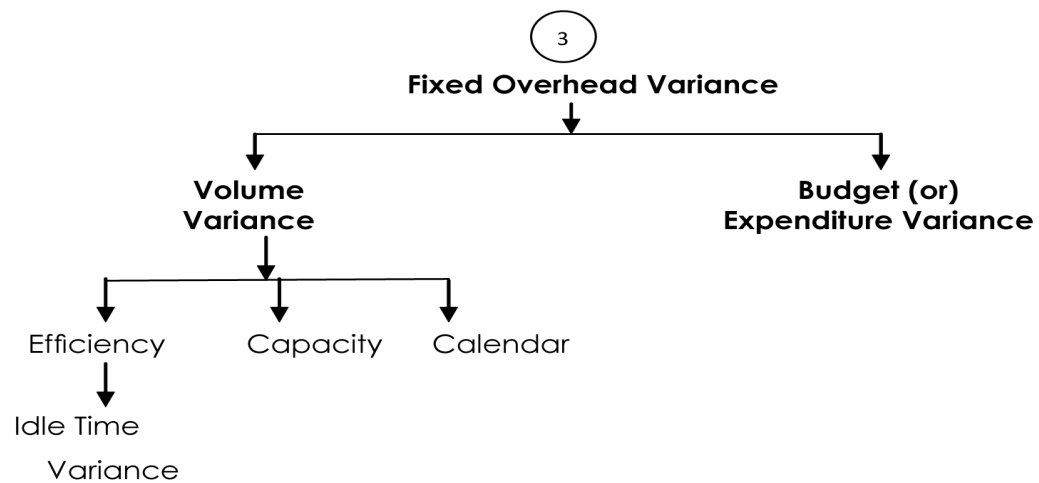 3
Fixed Overhead Variance
Volume
Variance
Budget (or)
Expenditure Variance
Efficiency
Capacity
Calendar
Idle Time
Variance